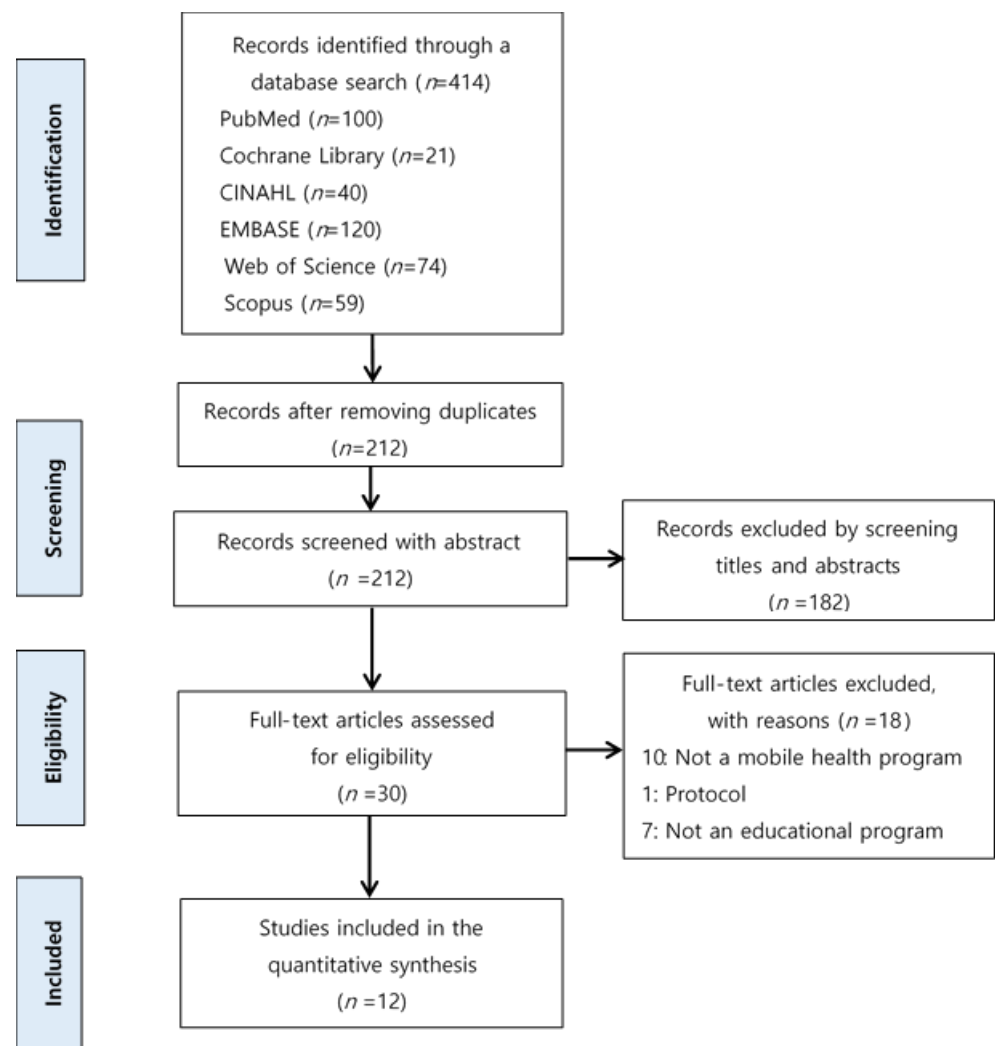 Identification
Records identified through a
database search (n=414)
PubMed (n=100)
Cochrane Library (n=21)
CINAHL (n=40)
EMBASE (n=120)
Web of Science (n=74)
Scopus (n=59)
Screening
Records after removing duplicates
(n=212)
Records screened with abstract
(n =212)
Records excluded by screening
titles and abstracts
(n =182)
Eligibility
Full-text articles assessed
for eligibility
(n =30)
Full-text articles excluded,
with reasons (n =18)
10: Not a mobile health program
1: Protocol
7: Not an educational program
Included
Studies included in the
quantitative synthesis
(n =12)